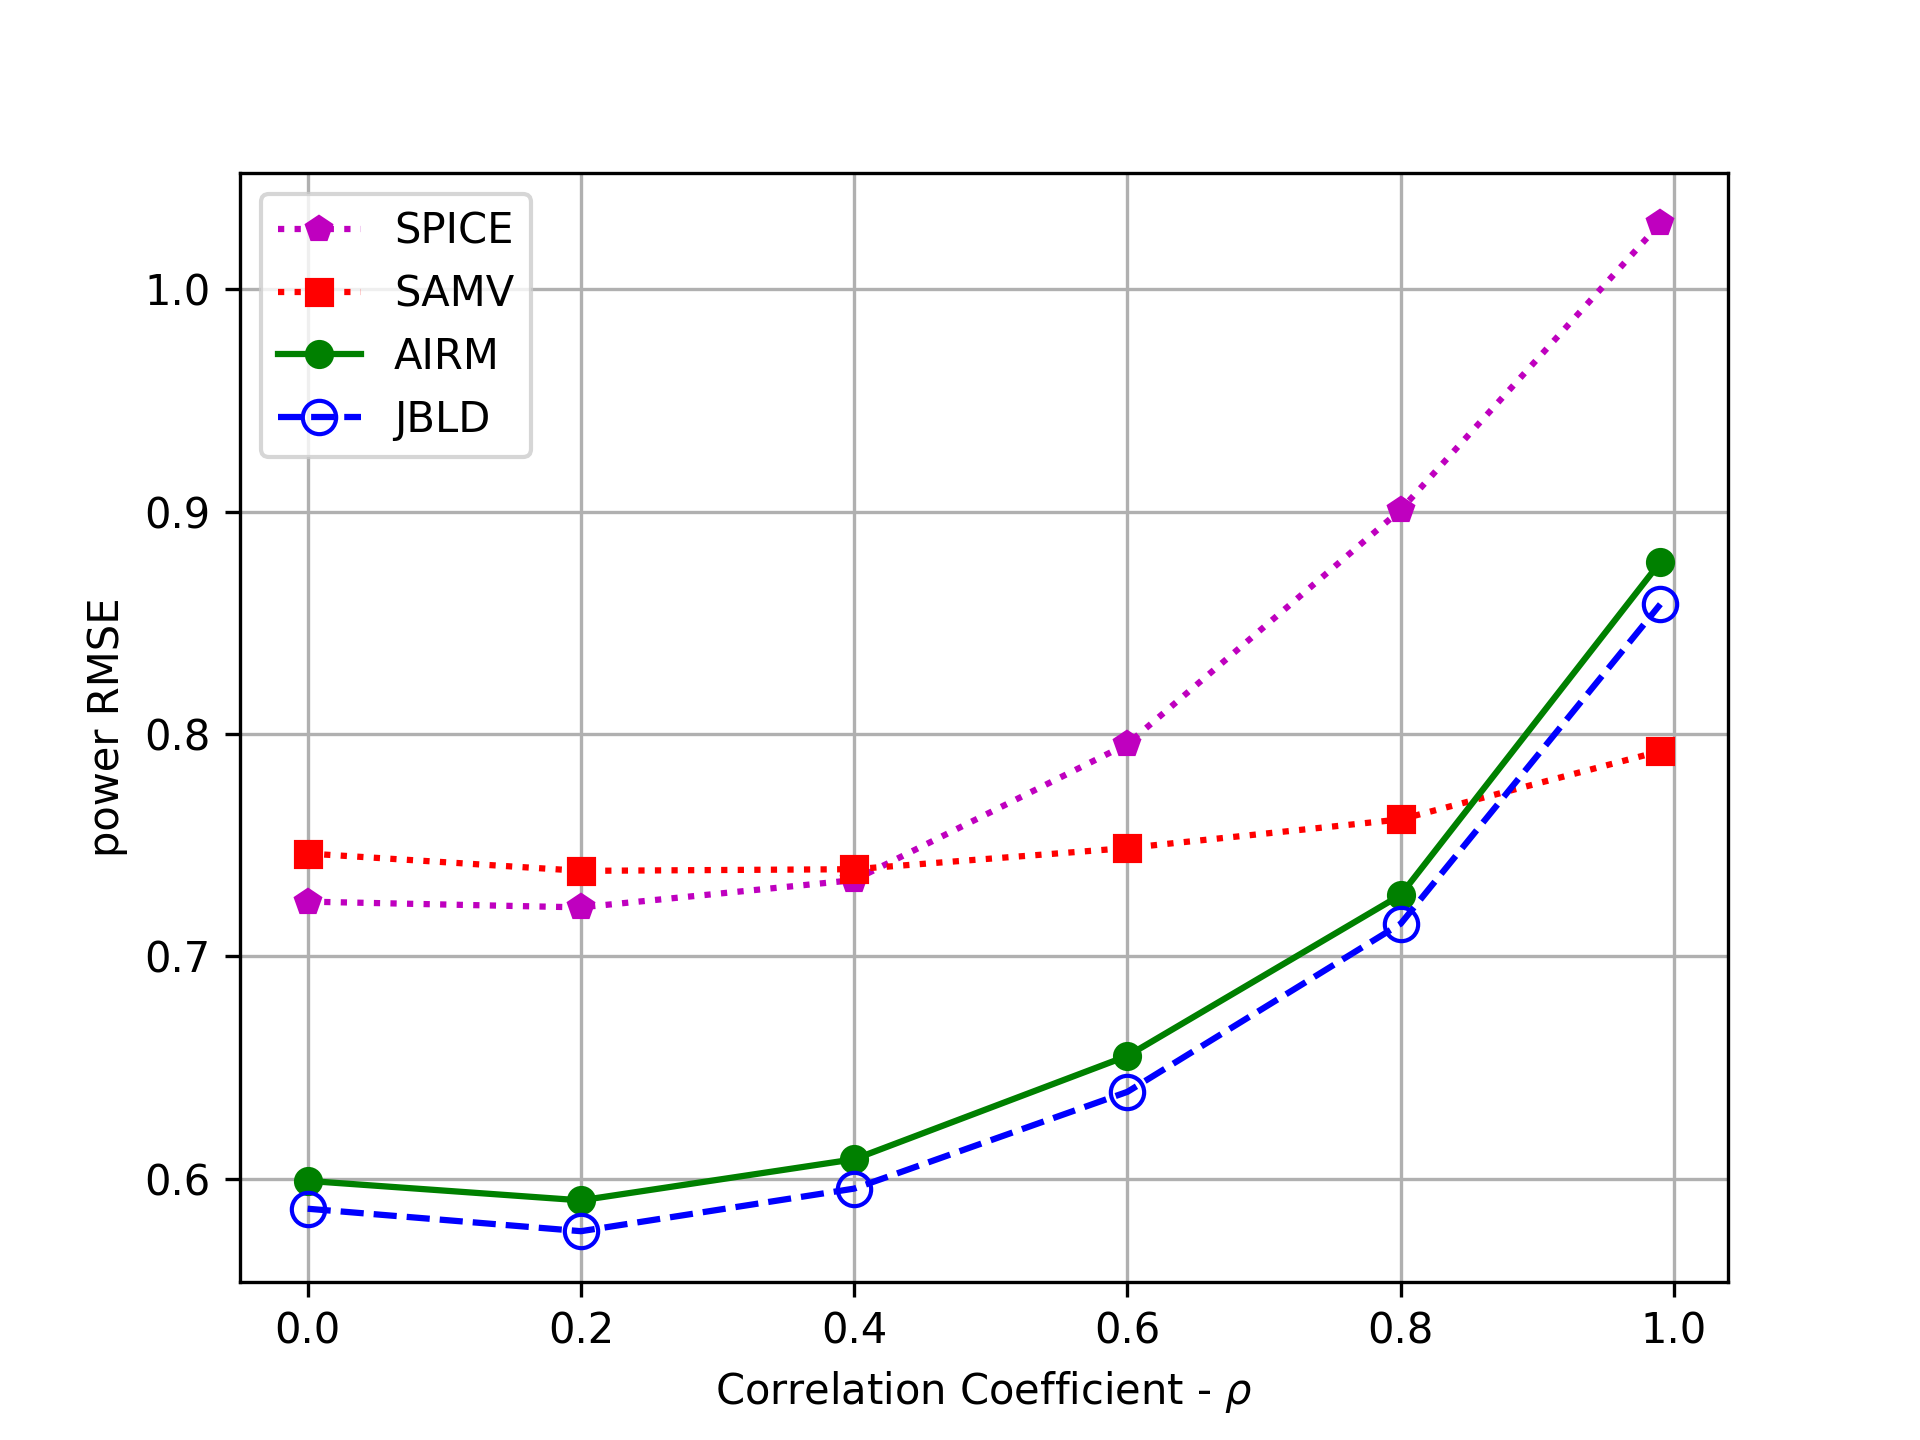 SPICE
SAMV
AIRM
JBLD
1.0
0.9
0.8
0.7
0.6
power RMSE
0.0 0.2 0.4 0.6 0.8 1.0
Correlation Coefficient - ρ